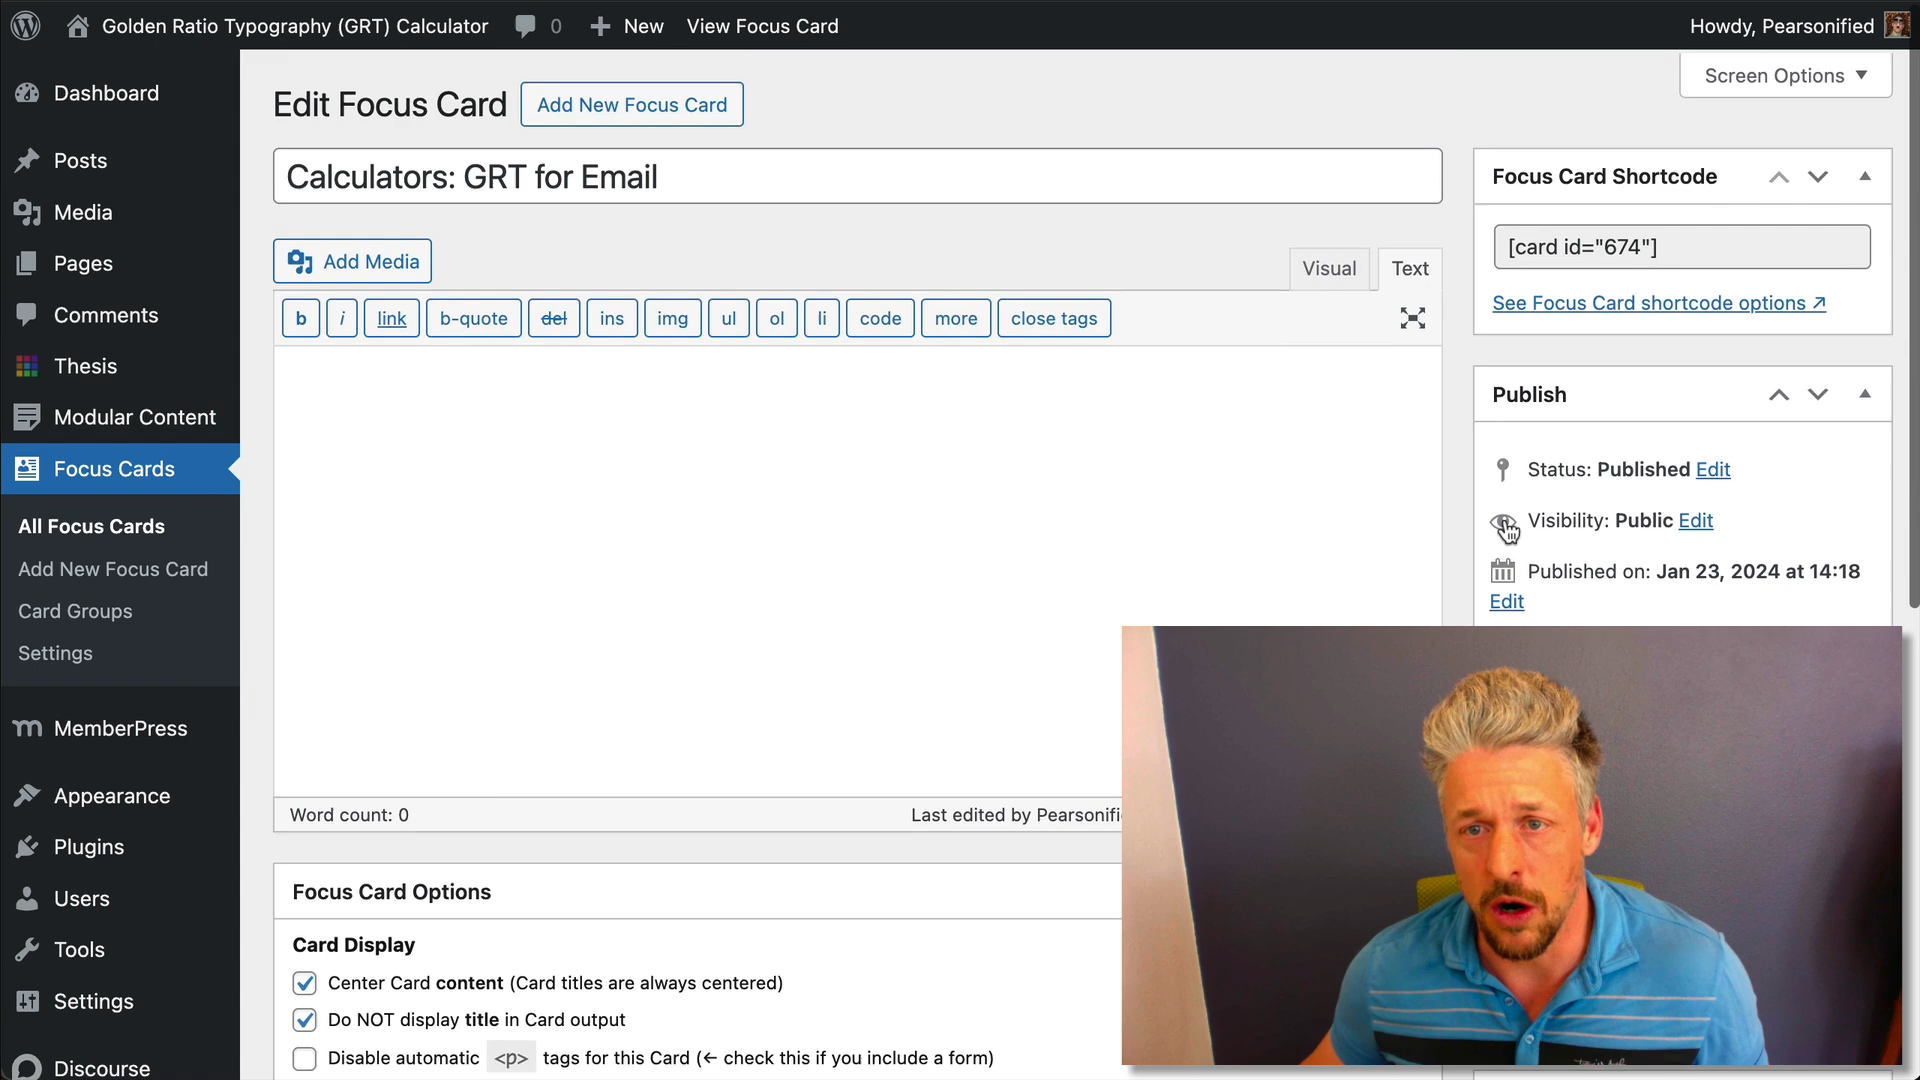 Golden Ratio Typography (GRT) Calculator 0 New View Focus Card Howdy, Pearsonified
Screen Options
Dashboard
Posts
Media
Pages
Comments
Thesis
Modular Content
Focus Cards
All Focus Cards
Add New Focus Card
Card Groups
Settings
MemberPress
Appearance
Plugins
Users
Tools
Settings
Discourse
Edit Focus Card Add New Focus Card
Calculators: GRT for Email
Add Media Visual Text
b i link b-quote del ins img ul ol li code more close tags
Word count: 0 Last edited by Pearsonifi
Focus Card Options
Card Display
Center Card content (Card titles are always centered)
Do NOT display title in Card output
Disable automatic <p> tags for this Card (← check this if you include a form)
Focus Card Shortcode
[card id="674"]
See Focus Card shortcode options ↗
Publish
Status: Published Edit
Visibility: Public Edit
Published on: Jan 23, 2024 at 14:18
Edit